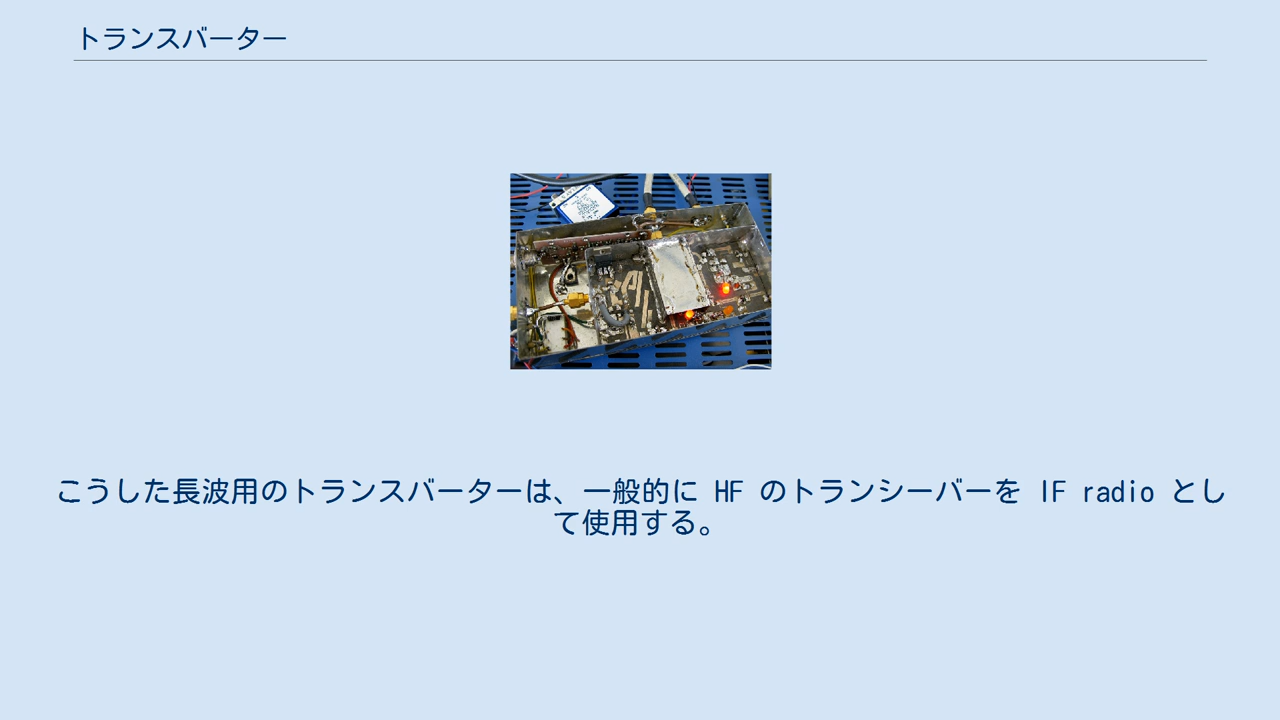 トランスバーター
こうした長波用のトランスバーターは、一般的に HF のトランシーバーを IF radio とし
て使用する。